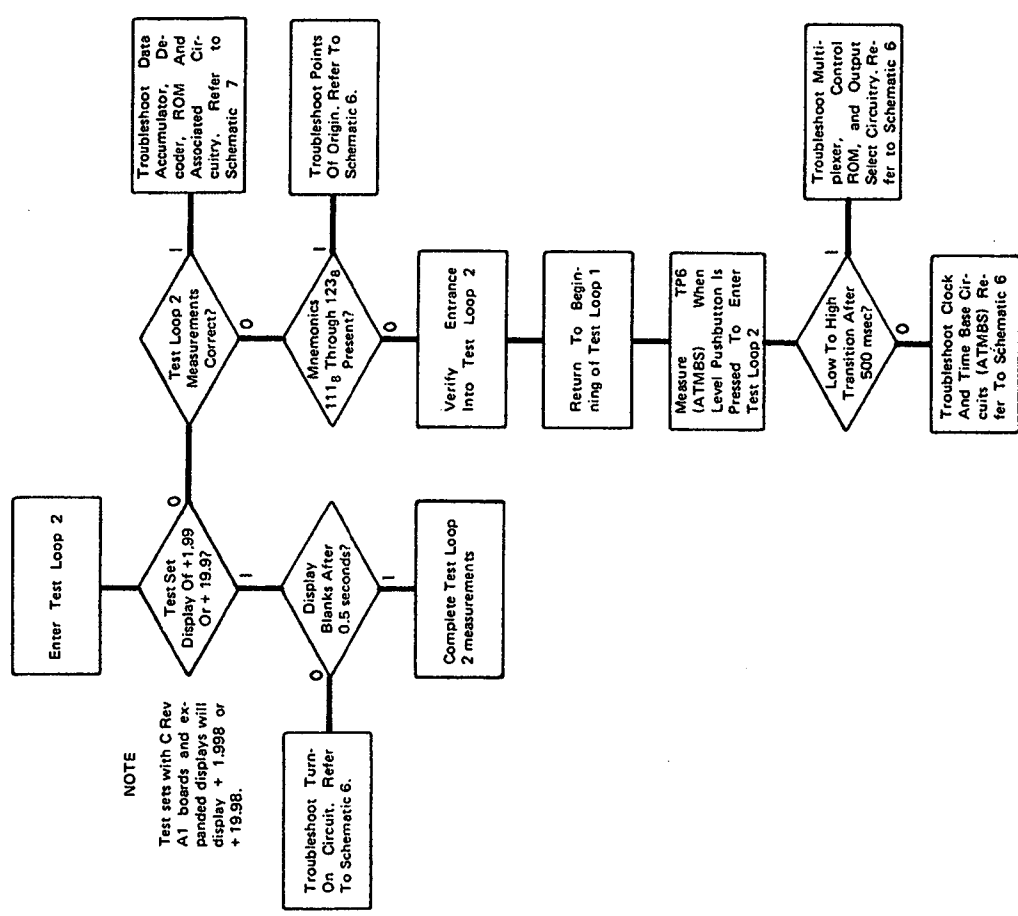 Enter Test Loop 2
NOTE
Test sets with C Rev
A1 boards and ex-
panded displays will
display + 1.998 or
+ 19.98.
Test Set
Display Of +1.99
Or + 19.9?
0
1
Display
Blanks After
0.5 seconds?
0
1
Troubleshoot Turn-
On Circuit. Refer
To Schematic 6.
Complete Test Loop
2 measurements
Test Loop 2
Measurements
Correct?
1
0
Troubleshoot Data
Accumulator, De-
coder, ROM And
Associated Cir-
cuitry. Refer to
Schematic 7
Mnemonics
111₈ Through 123₈
Present?
1
0
Troubleshoot Points
Of Origin. Refer To
Schematic 6.
Verify Entrance
Into Test Loop 2
Return To Begin-
ning of Test Loop 1
Measure TP6
(ATMBS) When
Level Pushbutton Is
Pressed To Enter
Test Loop 2
Low To High
Transition After
500 msec?
1
0
Troubleshoot Multi-
plexer, Control
ROM, and Output
Select Circuitry. Re-
fer to Schematic 6
Troubleshoot Clock
And Time Base Cir-
cuits (ATMBS) Re-
fer To Schematic 6